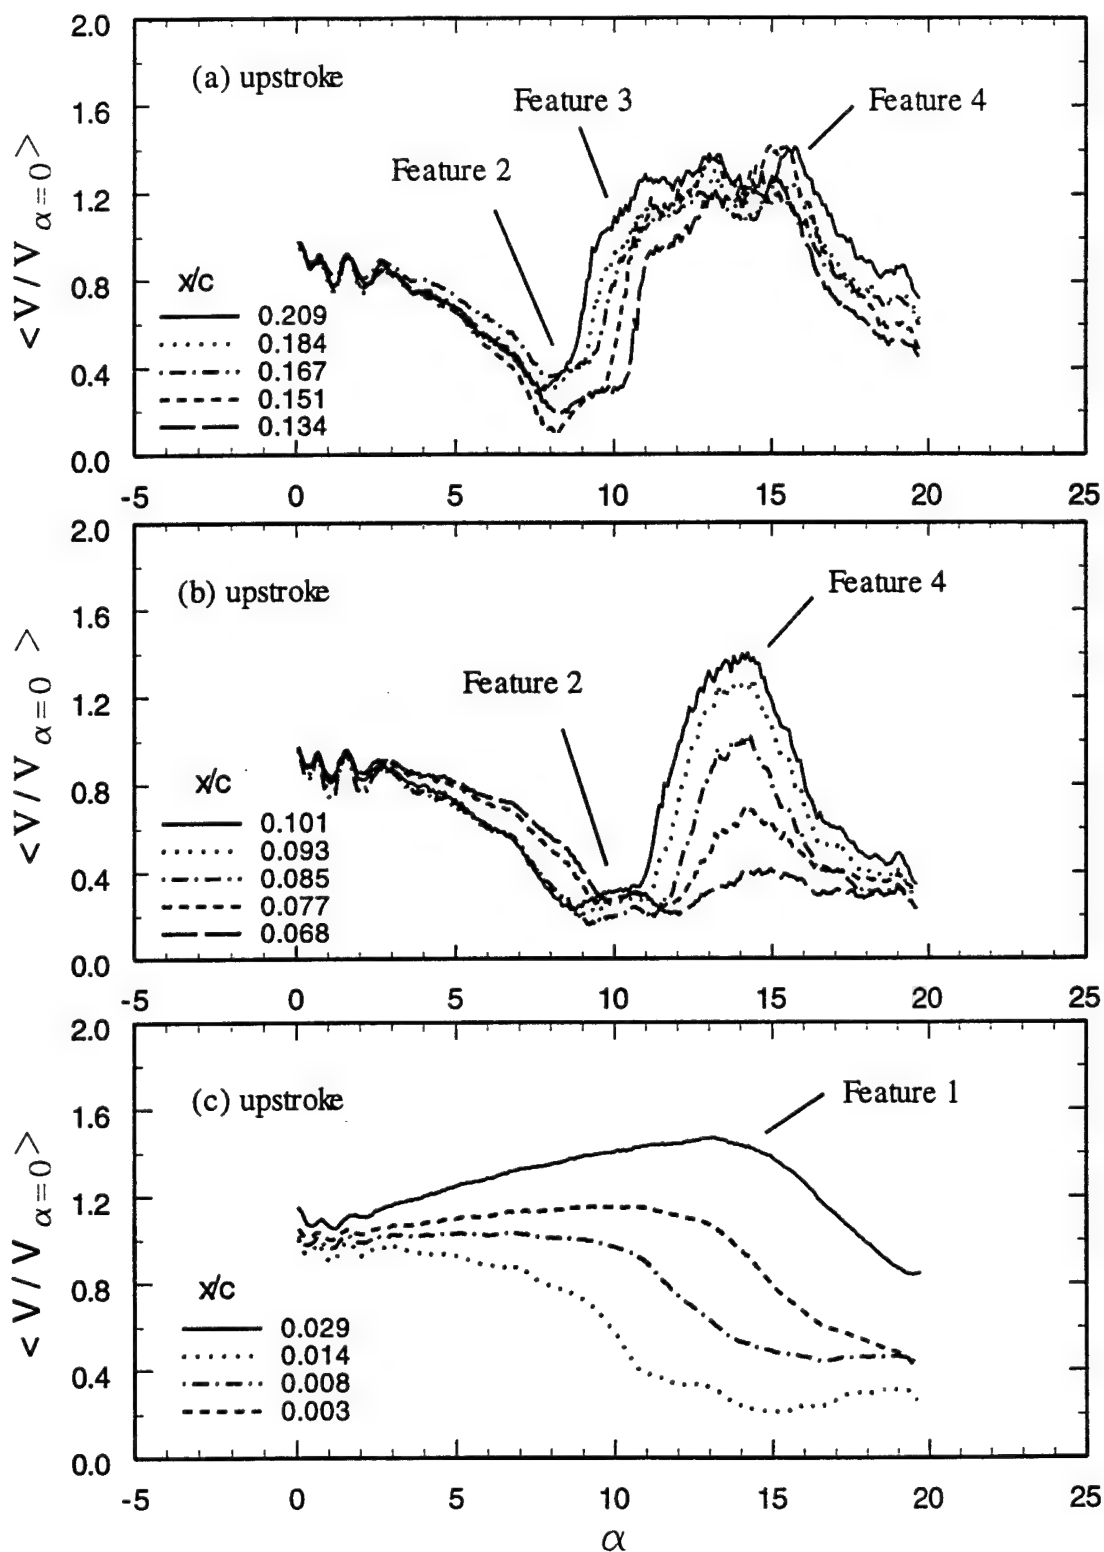 2.0
(a) upstroke
Feature 3
Feature 4
1.6
Feature 2
1.2
< V / V α=0 >
0.8
x/c
0.209
0.184
0.167
0.4
0.151
0.134
0.0
-5 0 5 10 15 20 25
2.0
(b) upstroke
Feature 4
1.6
Feature 2
1.2
< V / V α=0 >
x/c
0.8
0.101
0.093
0.085
0.4
0.077
0.068
0.0
-5 0 5 10 15 20 25
2.0
(c) upstroke
Feature 1
1.6
1.2
< V / V α=0 >
x/c
0.8
0.029
0.014
0.4
0.008
0.003
0.0
-5 0 5 10 15 20 25
α